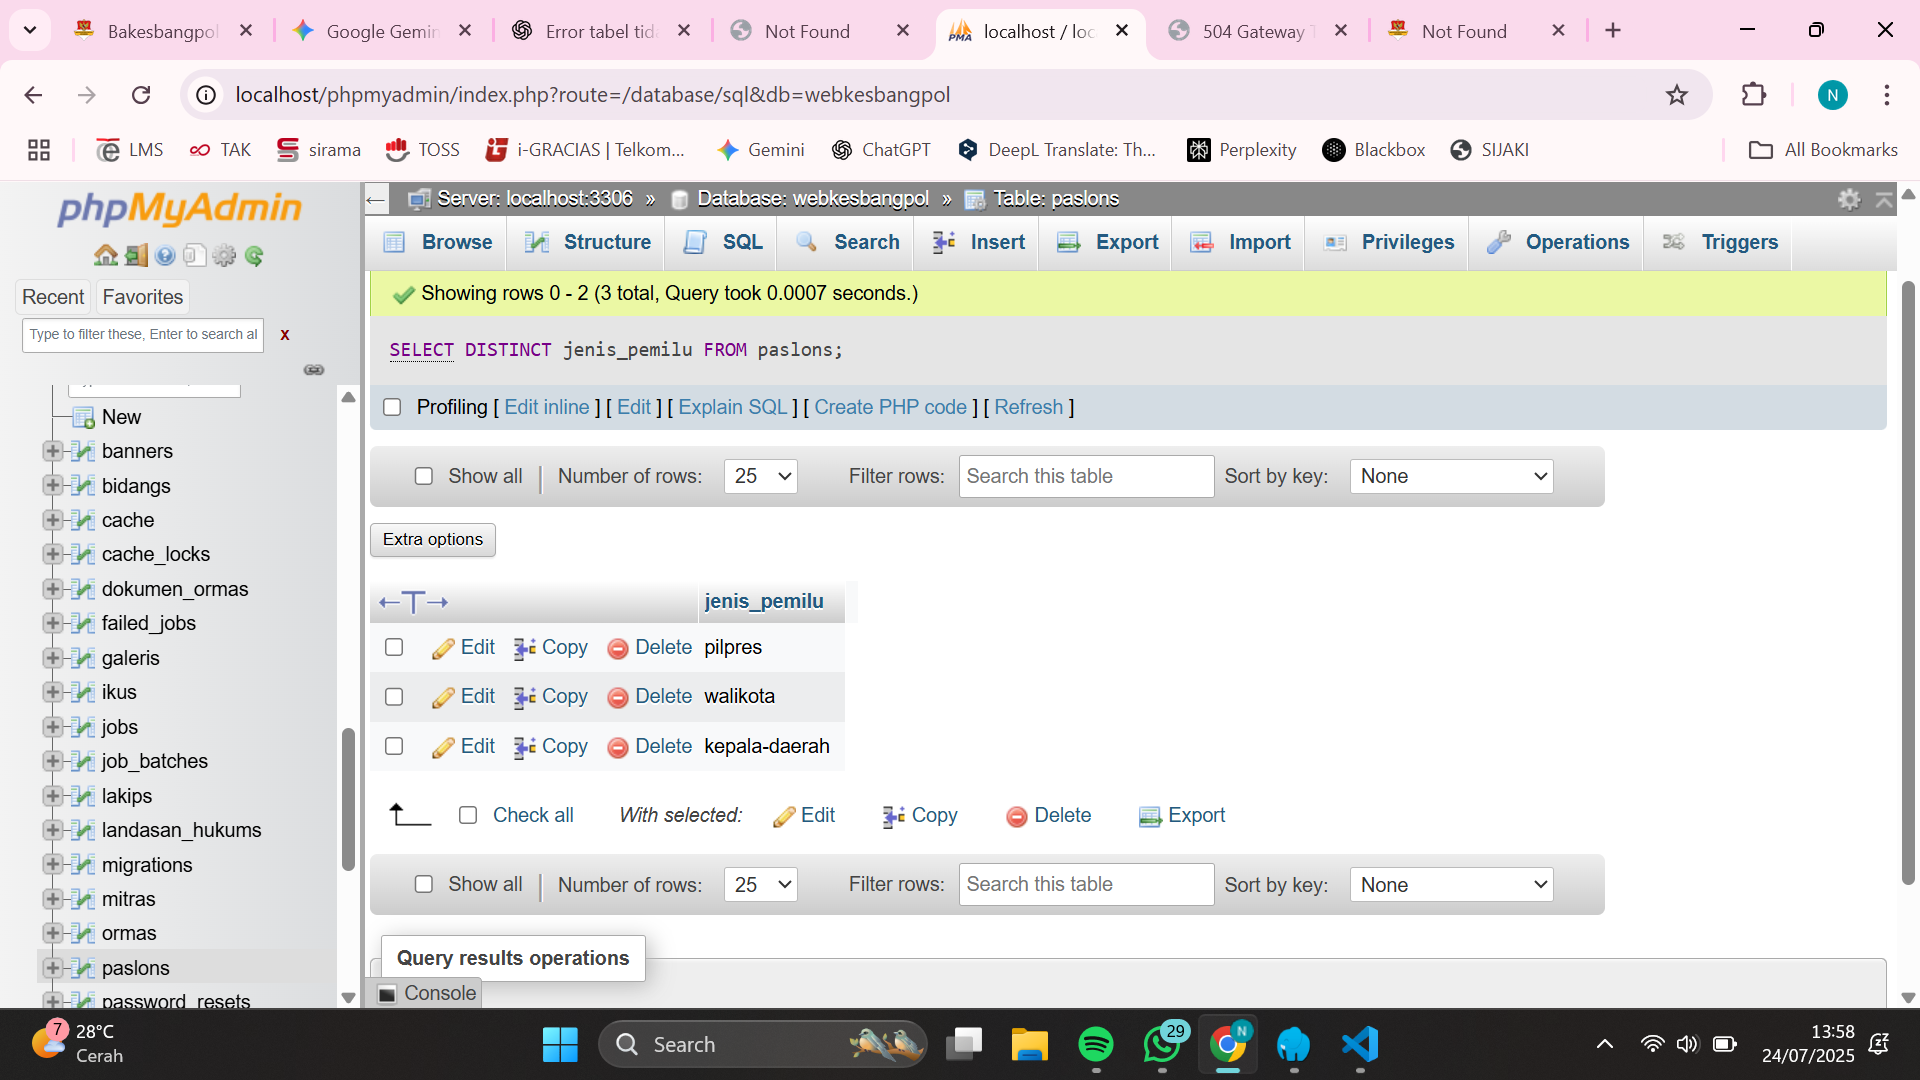 Bakesbangpol
Google Gemin
Error tabel tida
Not Found
localhost / loc
504 Gateway T
Not Found
localhost/phpmyadmin/index.php?route=/database/sql&db=webkesbangpol
N
LMS
TAK
sirama
TOSS
i-GRACIAS | Telkom...
Gemini
ChatGPT
DeepL Translate: Th...
Perplexity
Blackbox
SIJAKI
All Bookmarks
phpMyAdmin
Recent
Favorites
Type to filter these, Enter to search al
X
New
banners
bidangs
cache
cache_locks
dokumen_ormas
failed_jobs
galeris
ikus
jobs
job_batches
lakips
landasan_hukums
migrations
mitras
ormas
paslons
password_resets
Server: localhost:3306 » Database: webkesbangpol » Table: paslons
Browse
Structure
SQL
Search
Insert
Export
Import
Privileges
Operations
Triggers
Showing rows 0 - 2 (3 total, Query took 0.0007 seconds.)
SELECT DISTINCT jenis_pemilu FROM paslons;
Profiling [ Edit inline ] [ Edit ] [ Explain SQL ] [ Create PHP code ] [ Refresh ]
Show all | Number of rows: 25 Filter rows: Search this table Sort by key: None
Extra options
←T→ jenis_pemilu
Edit Copy Delete pilpres
Edit Copy Delete walikota
Edit Copy Delete kepala-daerah
Check all With selected: Edit Copy Delete Export
Show all | Number of rows: 25 Filter rows: Search this table Sort by key: None
Query results operations
Console
7
28°C
Cerah
Search
29
N
13:58
24/07/2025